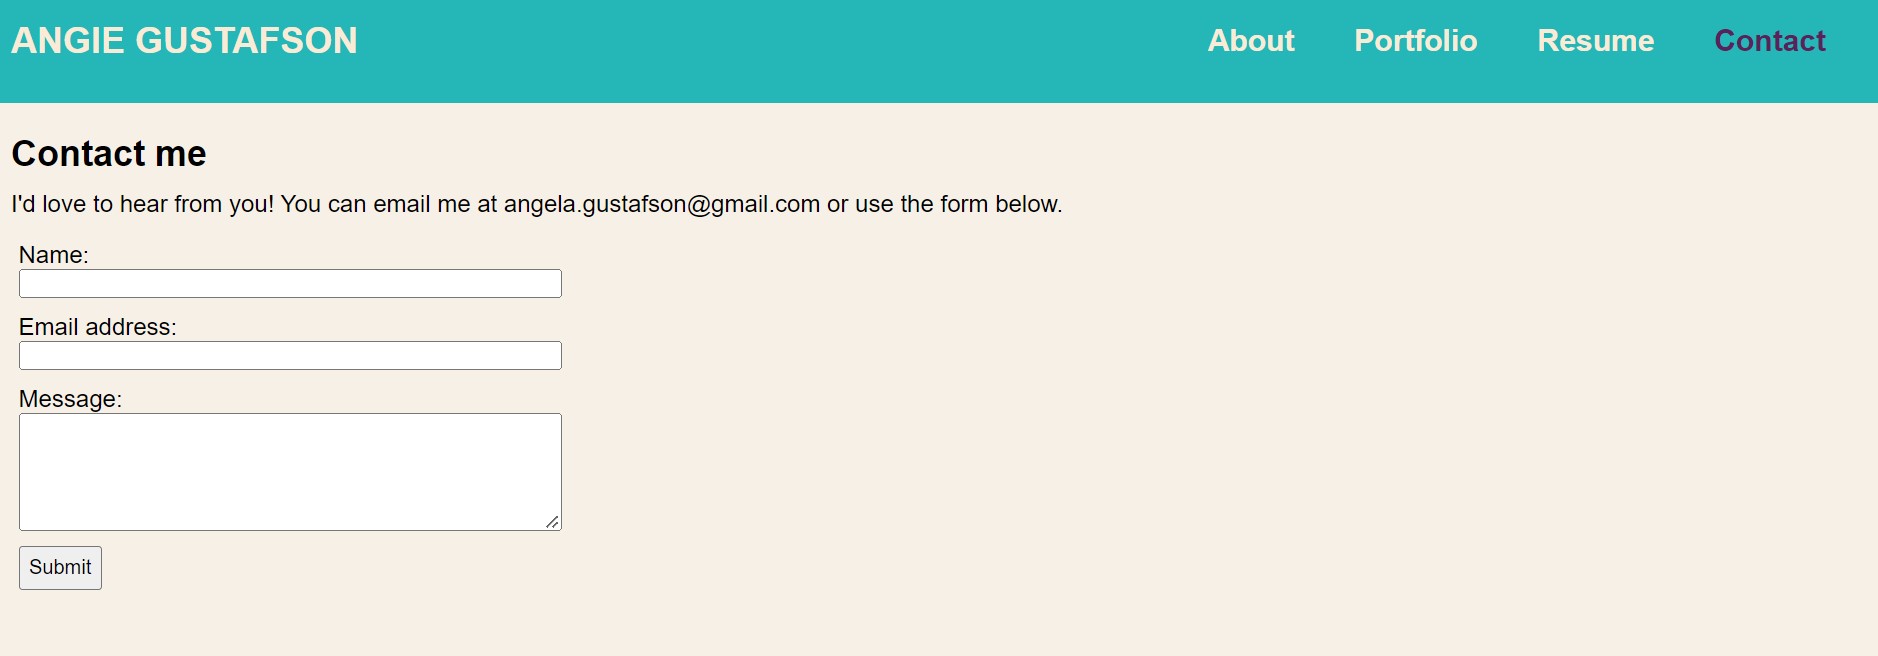 ANGIE GUSTAFSON
About Portfolio Resume Contact
Contact me
I'd love to hear from you! You can email me at angela.gustafson@gmail.com or use the form below.
Name:
Email address:
Message:
Submit